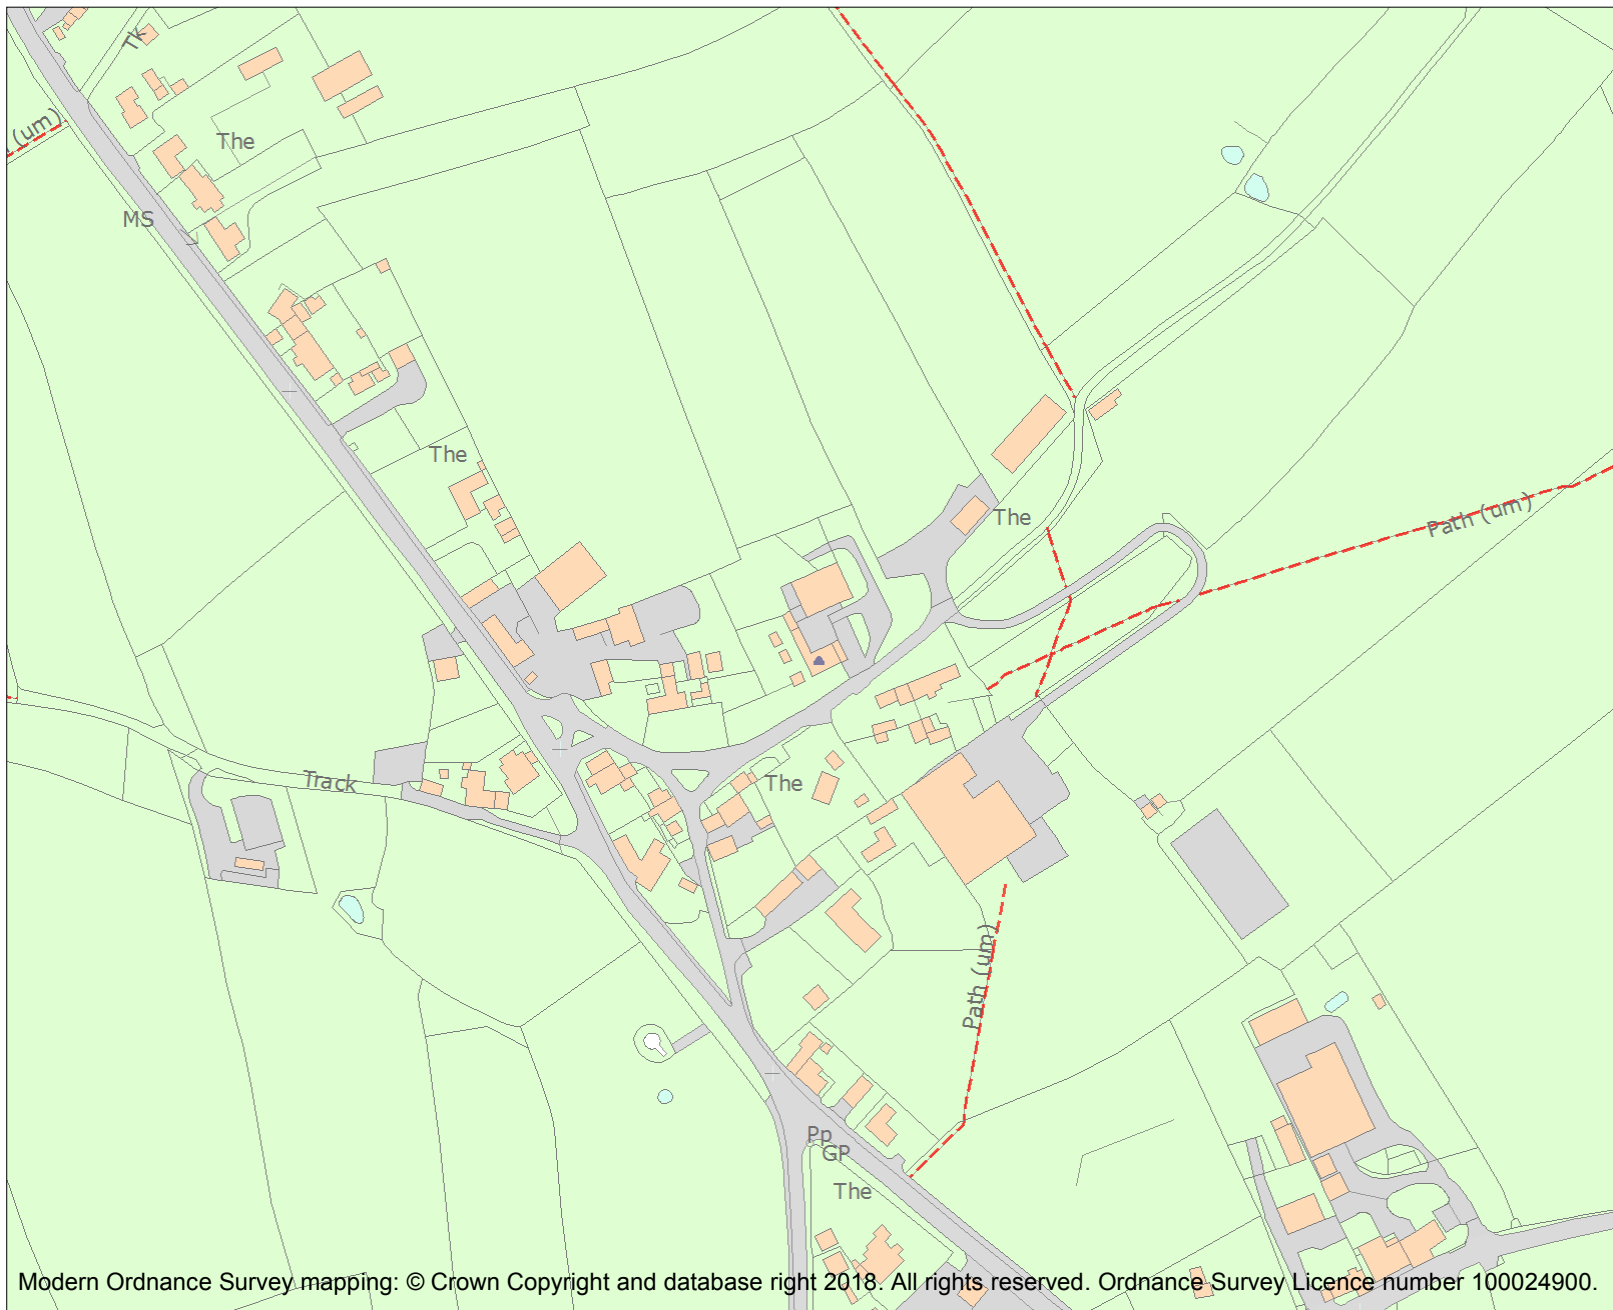 Tk
(um)
The
MS
The
The
Path (um)
Track
The
Path (um)
Pp
GP
The
Modern Ordnance Survey mapping: © Crown Copyright and database right 2018. All rights reserved. Ordnance Survey Licence number 100024900.